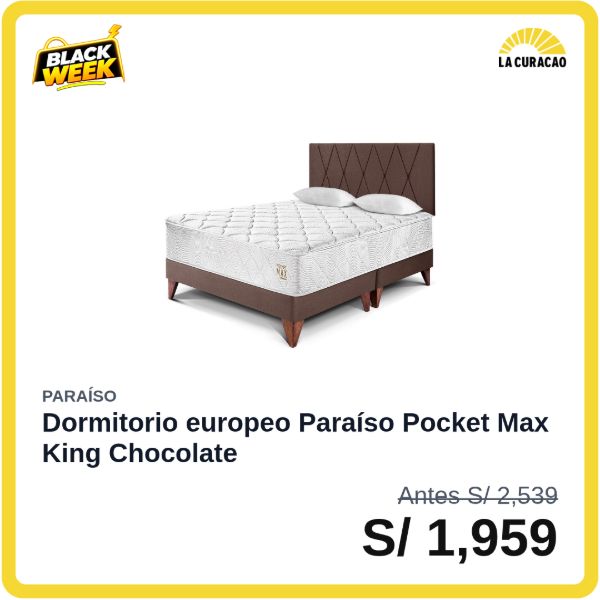 BLACK
WEEK
LA CURACAO
PARAÍSO
Dormitorio europeo Paraíso Pocket Max
King Chocolate
Antes S/ 2,539
S/ 1,959